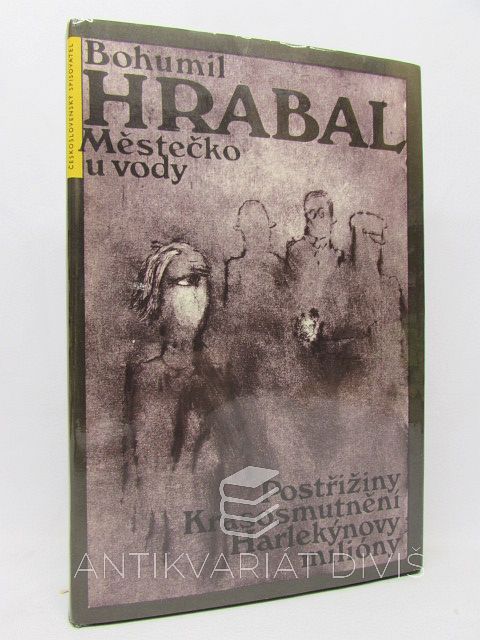 ČESKOSLOVENSKÝ SPISOVATEL
Bohumil
HRABAL
Městečko
u vody
Postřižiny
Krasosmutnění
Harlekýnovy
milióny
ANTIKVARIÁT DIVIŠ